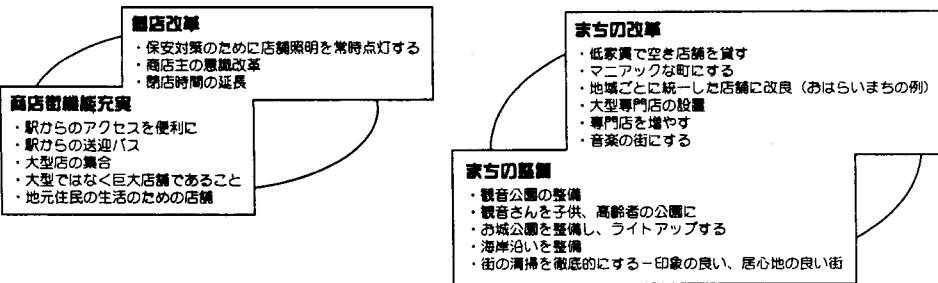 個店改革
・保安対策のために店舗照明を常時点灯する
・商店主の意識改革
・閉店時間の延長
商店街機能充実
・駅からのアクセスを便利に
・駅からの送迎バス
・大型店の集合
・大型ではなく巨大店舗であること
・地元住民の生活のための店舗
まちの改革
・低家賃で空き店舗を貸す
・マニアックな町にする
・地域ごとに統一した店舗に改良（おはらいまちの例）
・大型専門店の設置
・専門店を増やす
・音楽の街にする
まちの整備
・観音公園の整備
・観音さんを子供、高齢者の公園に
・お城公園を整備し、ライトアップする
・海岸沿いを整備
・街の清掃を徹底的にする－印象の良い、居心地の良い街